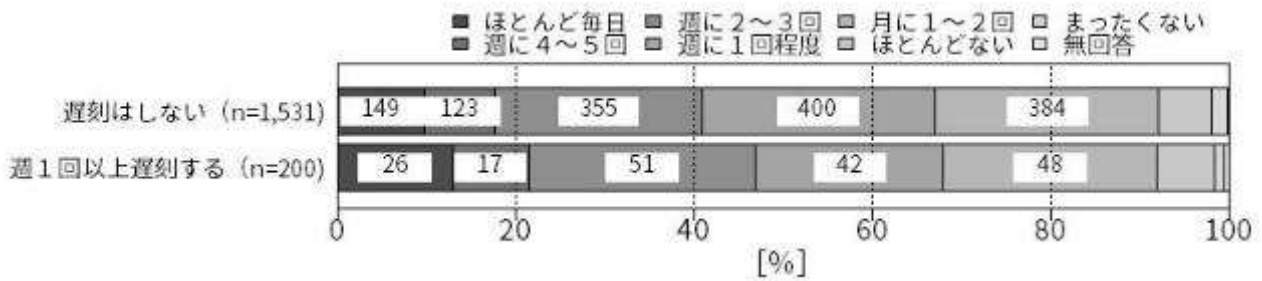 ■ ほとんど毎日 ■ 週に２～３回 ■ 月に１～２回 □ まったくない
■ 週に４～５回 ■ 週に１回程度 ■ ほとんどない □ 無回答
遅刻はしない（n=1,531) 149 123 355 400 384
週１回以上遅刻する（n=200) 26 17 51 42 48
0 20 40 60 80 100
[%]